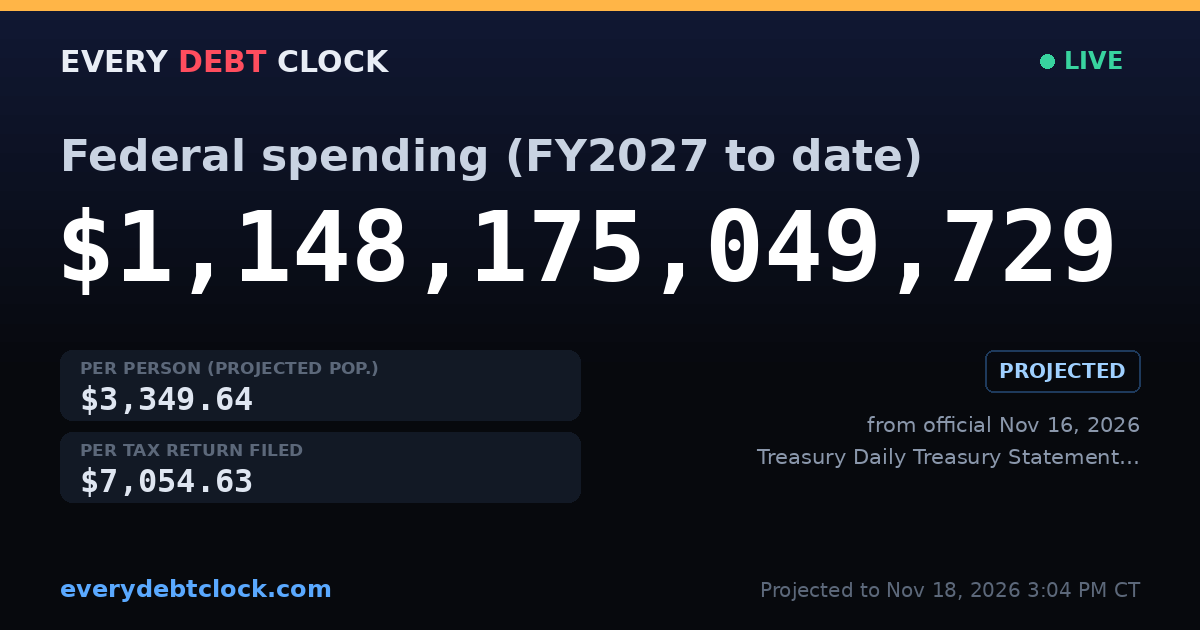 EVERY DEBT CLOCK
LIVE
Federal spending (FY2027 to date)
$1,148,175,049,729
PER PERSON (PROJECTED POP.)
$3,349.64
PER TAX RETURN FILED
$7,054.63
PROJECTED
from official Nov 16, 2026
Treasury Daily Treasury Statement…
everydebtclock.com
Projected to Nov 18, 2026 3:04 PM CT